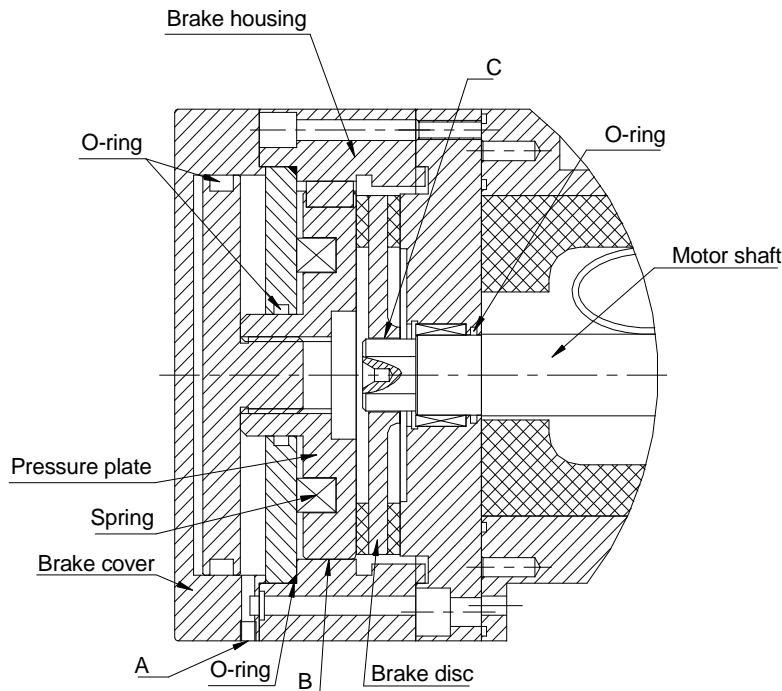 Brake housing
C
O-ring
O-ring
Motor shaft
Pressure plate
Spring
Brake cover
A
O-ring
B
Brake disc